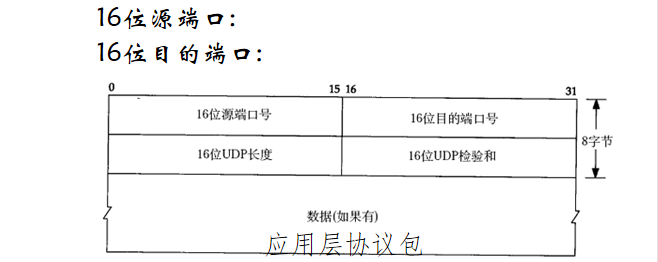 16位源端口:
16位目的端口:
0 15 16 31
16位源端口号 16位目的端口号
8字节
16位UDP长度 16位UDP检验和
数据(如果有)
应用层协议包